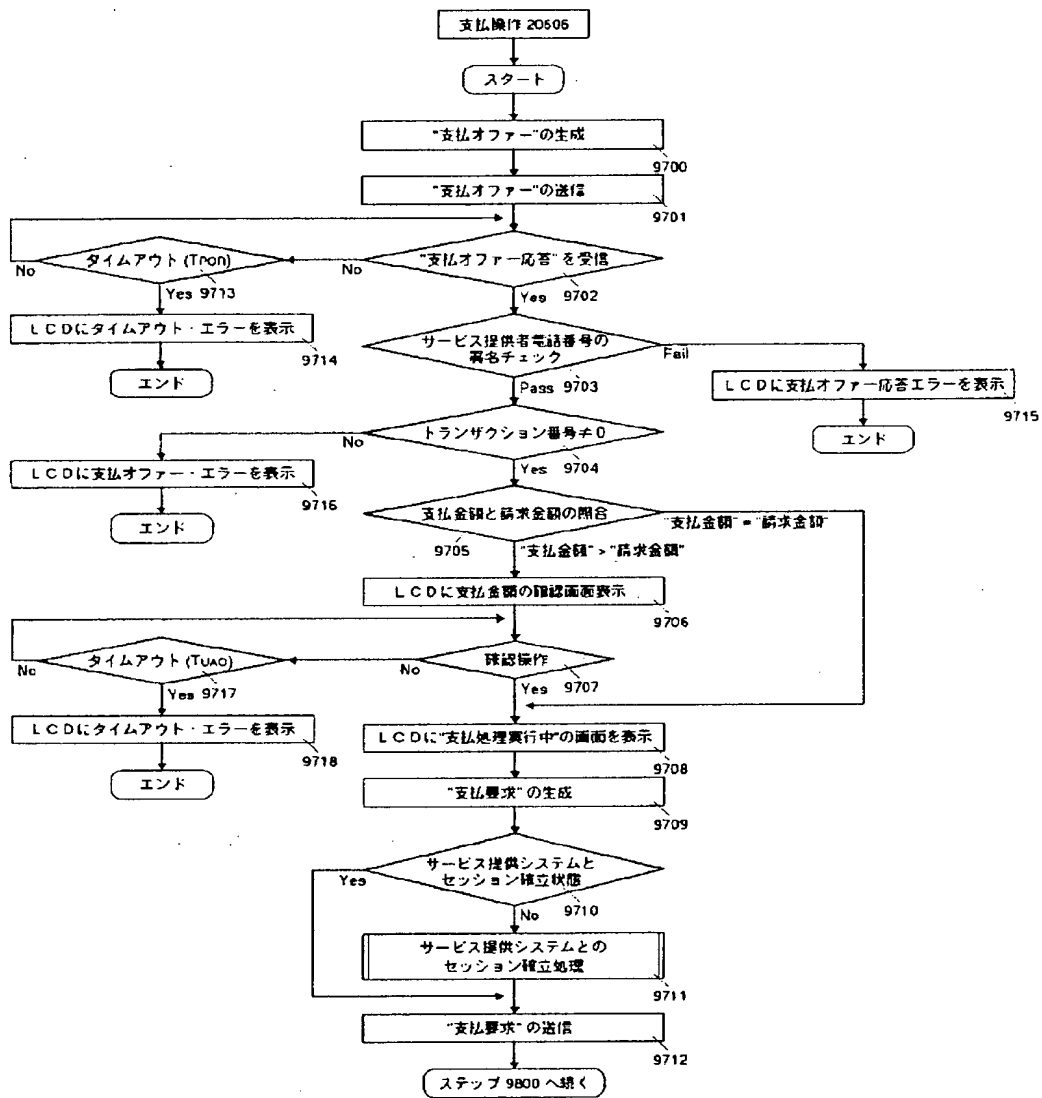 支払操作 20606
スタート
"支払オファー"の生成
9700
"支払オファー"の送信
9701
"支払オファー応答" を受信
9702
No
Yes
タイムアウト
No
Yes 9713
LCDにタイムアウト・エラーを表示
9714
エンド
サービス提供者電話番号の
署名チェック
Fail
Pass 9703
LCDに支払オファー応答エラーを表示
9715
エンド
トランザクション番号≠0
No
9704
Yes
LCDに支払オファー・エラーを表示
9716
エンド
支払金額と請求金額の照合
"支払金額" = "請求金額"
9705
"支払金額" > "請求金額"
LCDに支払金額の確認画面表示
9706
確認操作
No
Yes
9707
タイムアウト (TUAO)
No
Yes 9717
LCDにタイムアウト・エラーを表示
9718
エンド
LCDに"支払処理実行中"の画面を表示
9708
"支払要求" の生成
9709
サービス提供システムと
セッション確立状態
Yes
9710
No
サービス提供システムとの
セッション確立処理
9711
"支払要求" の送信
9712
ステップ 9800 へ続く